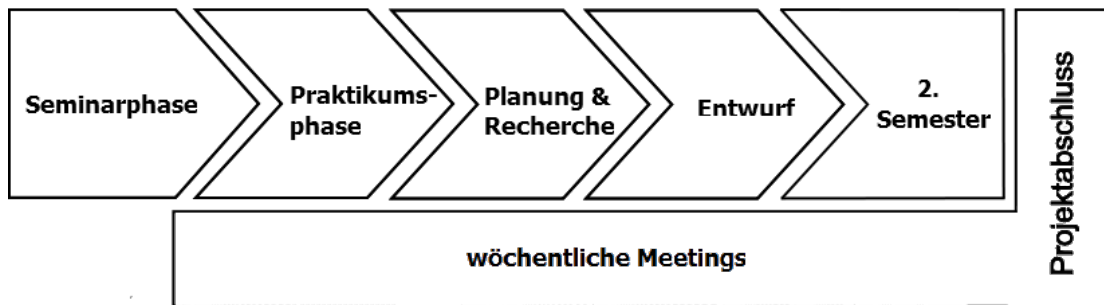 Seminarphase
Praktikums-
phase
Planung &
Recherche
Entwurf
2.
Semester
Projektabschluss
wöchentliche Meetings